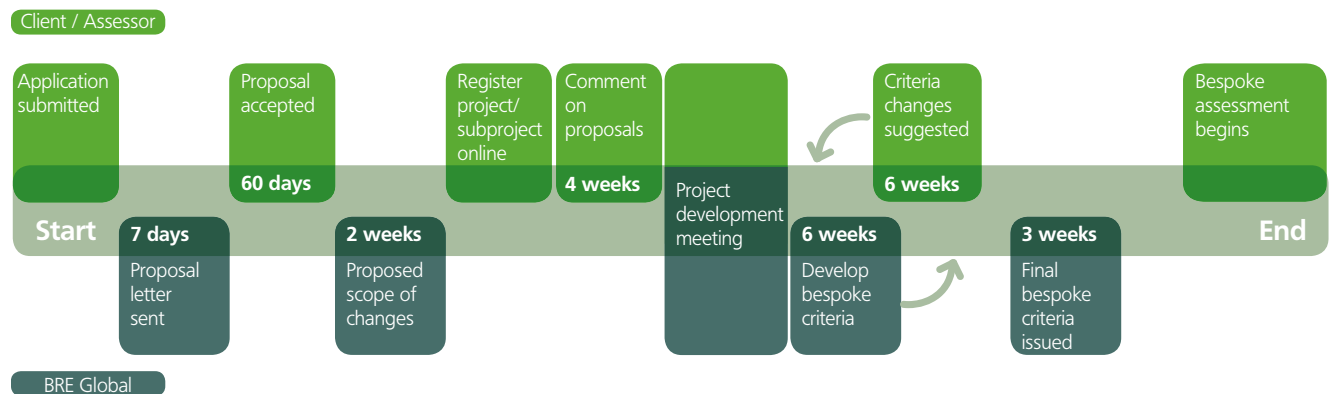 Client / Assessor
Application
submitted
Proposal
accepted
60 days
Register
project/
subproject
online
Comment
on
proposals
4 weeks
Criteria
changes
suggested
6 weeks
Bespoke
assessment
begins
Start
7 days
Proposal
letter
sent
2 weeks
Proposed
scope of
changes
Project
development
meeting
6 weeks
Develop
bespoke
criteria
3 weeks
Final
bespoke
criteria
issued
End
BRE Global